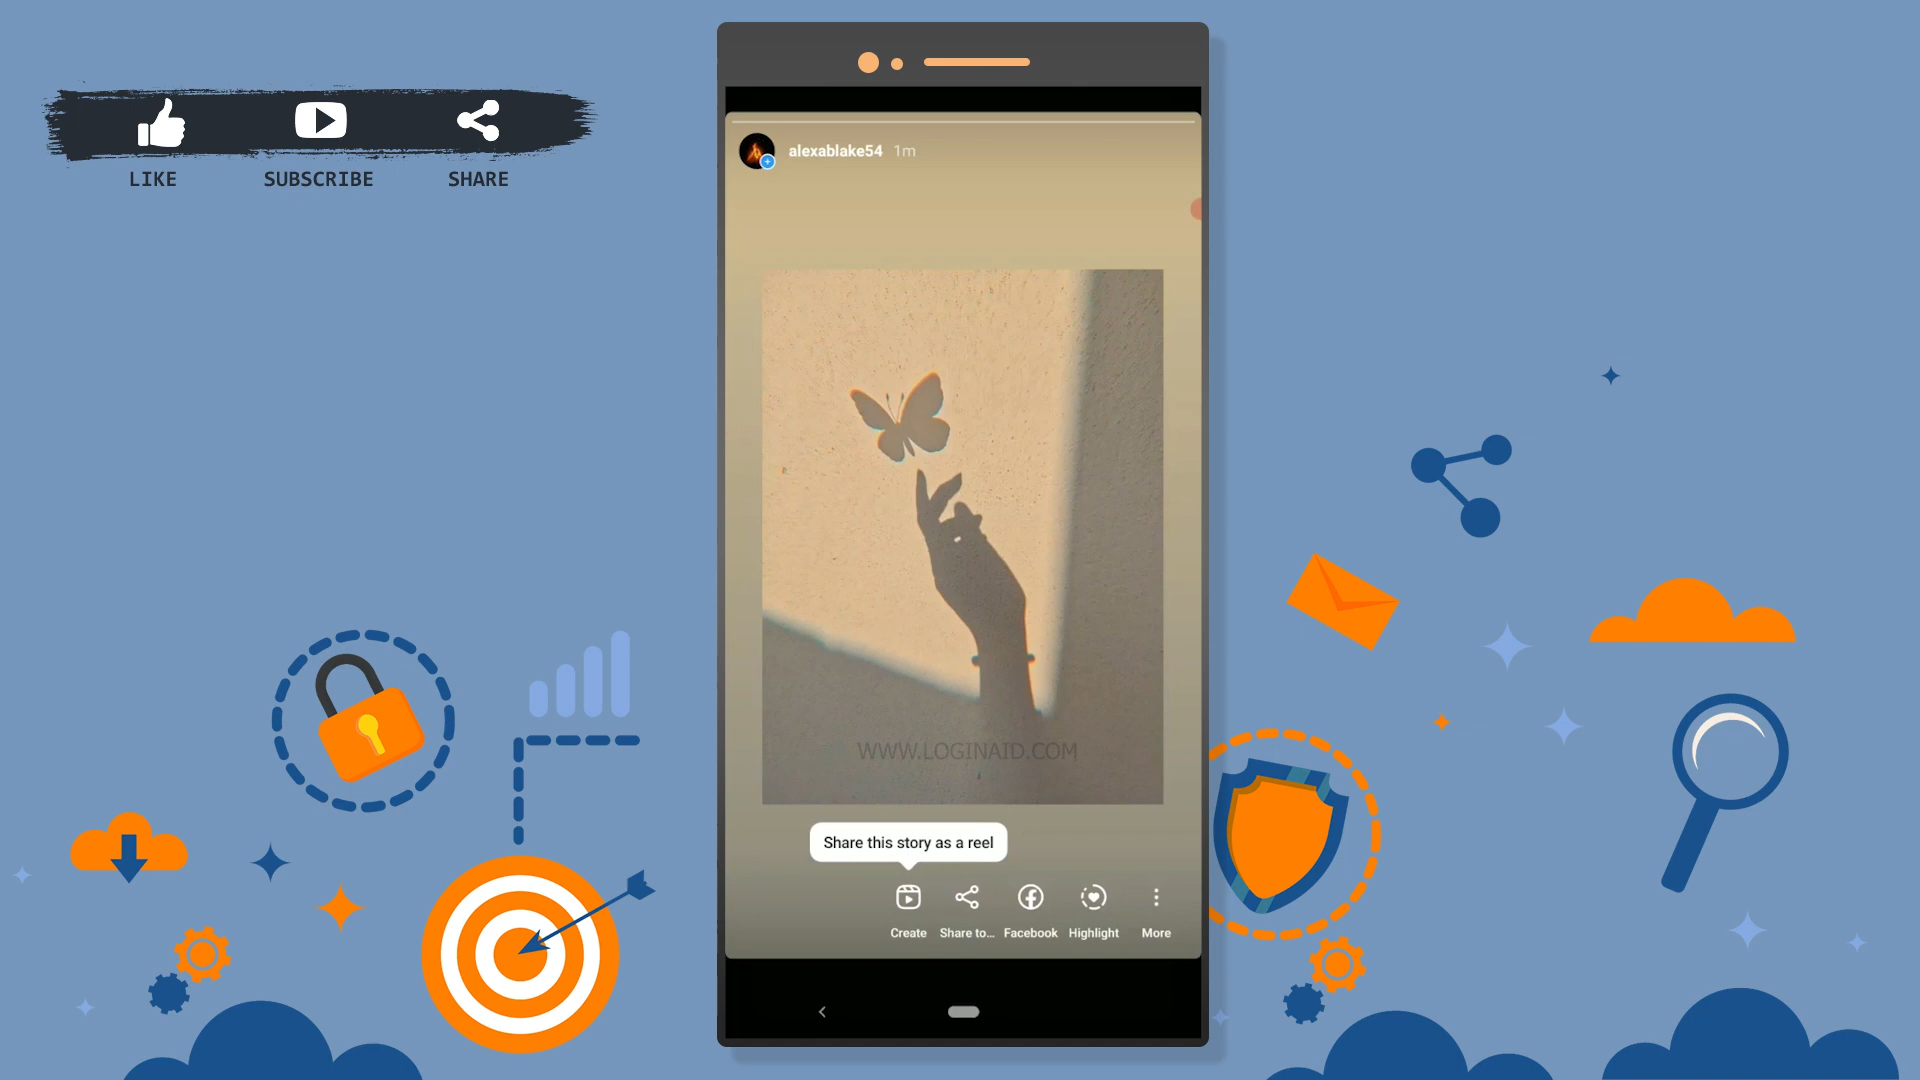 LIKE SUBSCRIBE SHARE
alexablake54 1m
WWW.LOGINAID.COM
Share this story as a reel
Create Share to... Facebook Highlight More